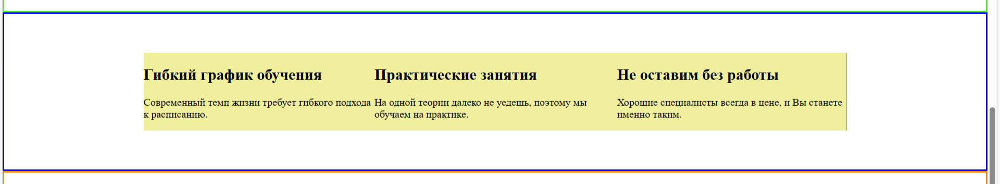 Гибкий график обучения
Современный темп жизни требует гибкого подхода
к расписанию.
Практические занятия
На одной теории далеко не уедешь, поэтому мы
обучаем на практике.
Не оставим без работы
Хорошие специалисты всегда в цене, и Вы станете
именно таким.